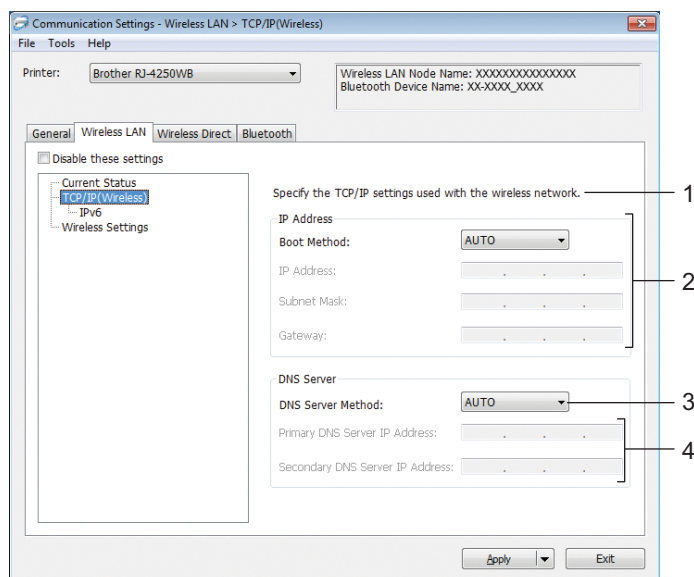 Communication Settings - Wireless LAN > TCP/IP(Wireless)
File Tools Help
Printer: Brother RJ-4250WB
Wireless LAN Node Name: XXXXXXXXXXXXXXX
Bluetooth Device Name: XX-XXXX_XXXX
General Wireless LAN Wireless Direct Bluetooth
Disable these settings
Current Status
TCP/IP(Wireless)
IPv6
Wireless Settings
Specify the TCP/IP settings used with the wireless network. 1
IP Address
Boot Method: AUTO
IP Address: . . .
2
Subnet Mask: . . .
Gateway: . . .
DNS Server
DNS Server Method: AUTO 3
Primary DNS Server IP Address: . . .
4
Secondary DNS Server IP Address: . . .
Apply Exit